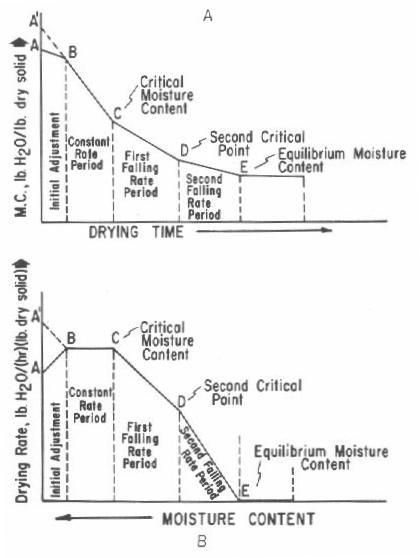 A
A'
A
B
C
Critical
Moisture
Content
D
Second Critical
Point
E
Equilibrium Moisture
Content
M.C., lb. H2O/lb. dry solid
Initial Adjustment
Constant
Rate
Period
First
Falling
Rate
Period
Second
Falling
Rate
Period
DRYING TIME
A'
A
B
C
Critical
Moisture
Content
D
Second Critical
Point
E
Equilibrium Moisture
Content
Drying Rate, lb. H2O/(hr)(lb. dry solid)
Initial Adjustment
Constant
Rate
Period
First
Falling
Rate
Period
Second Falling
Rate Period
MOISTURE CONTENT
B